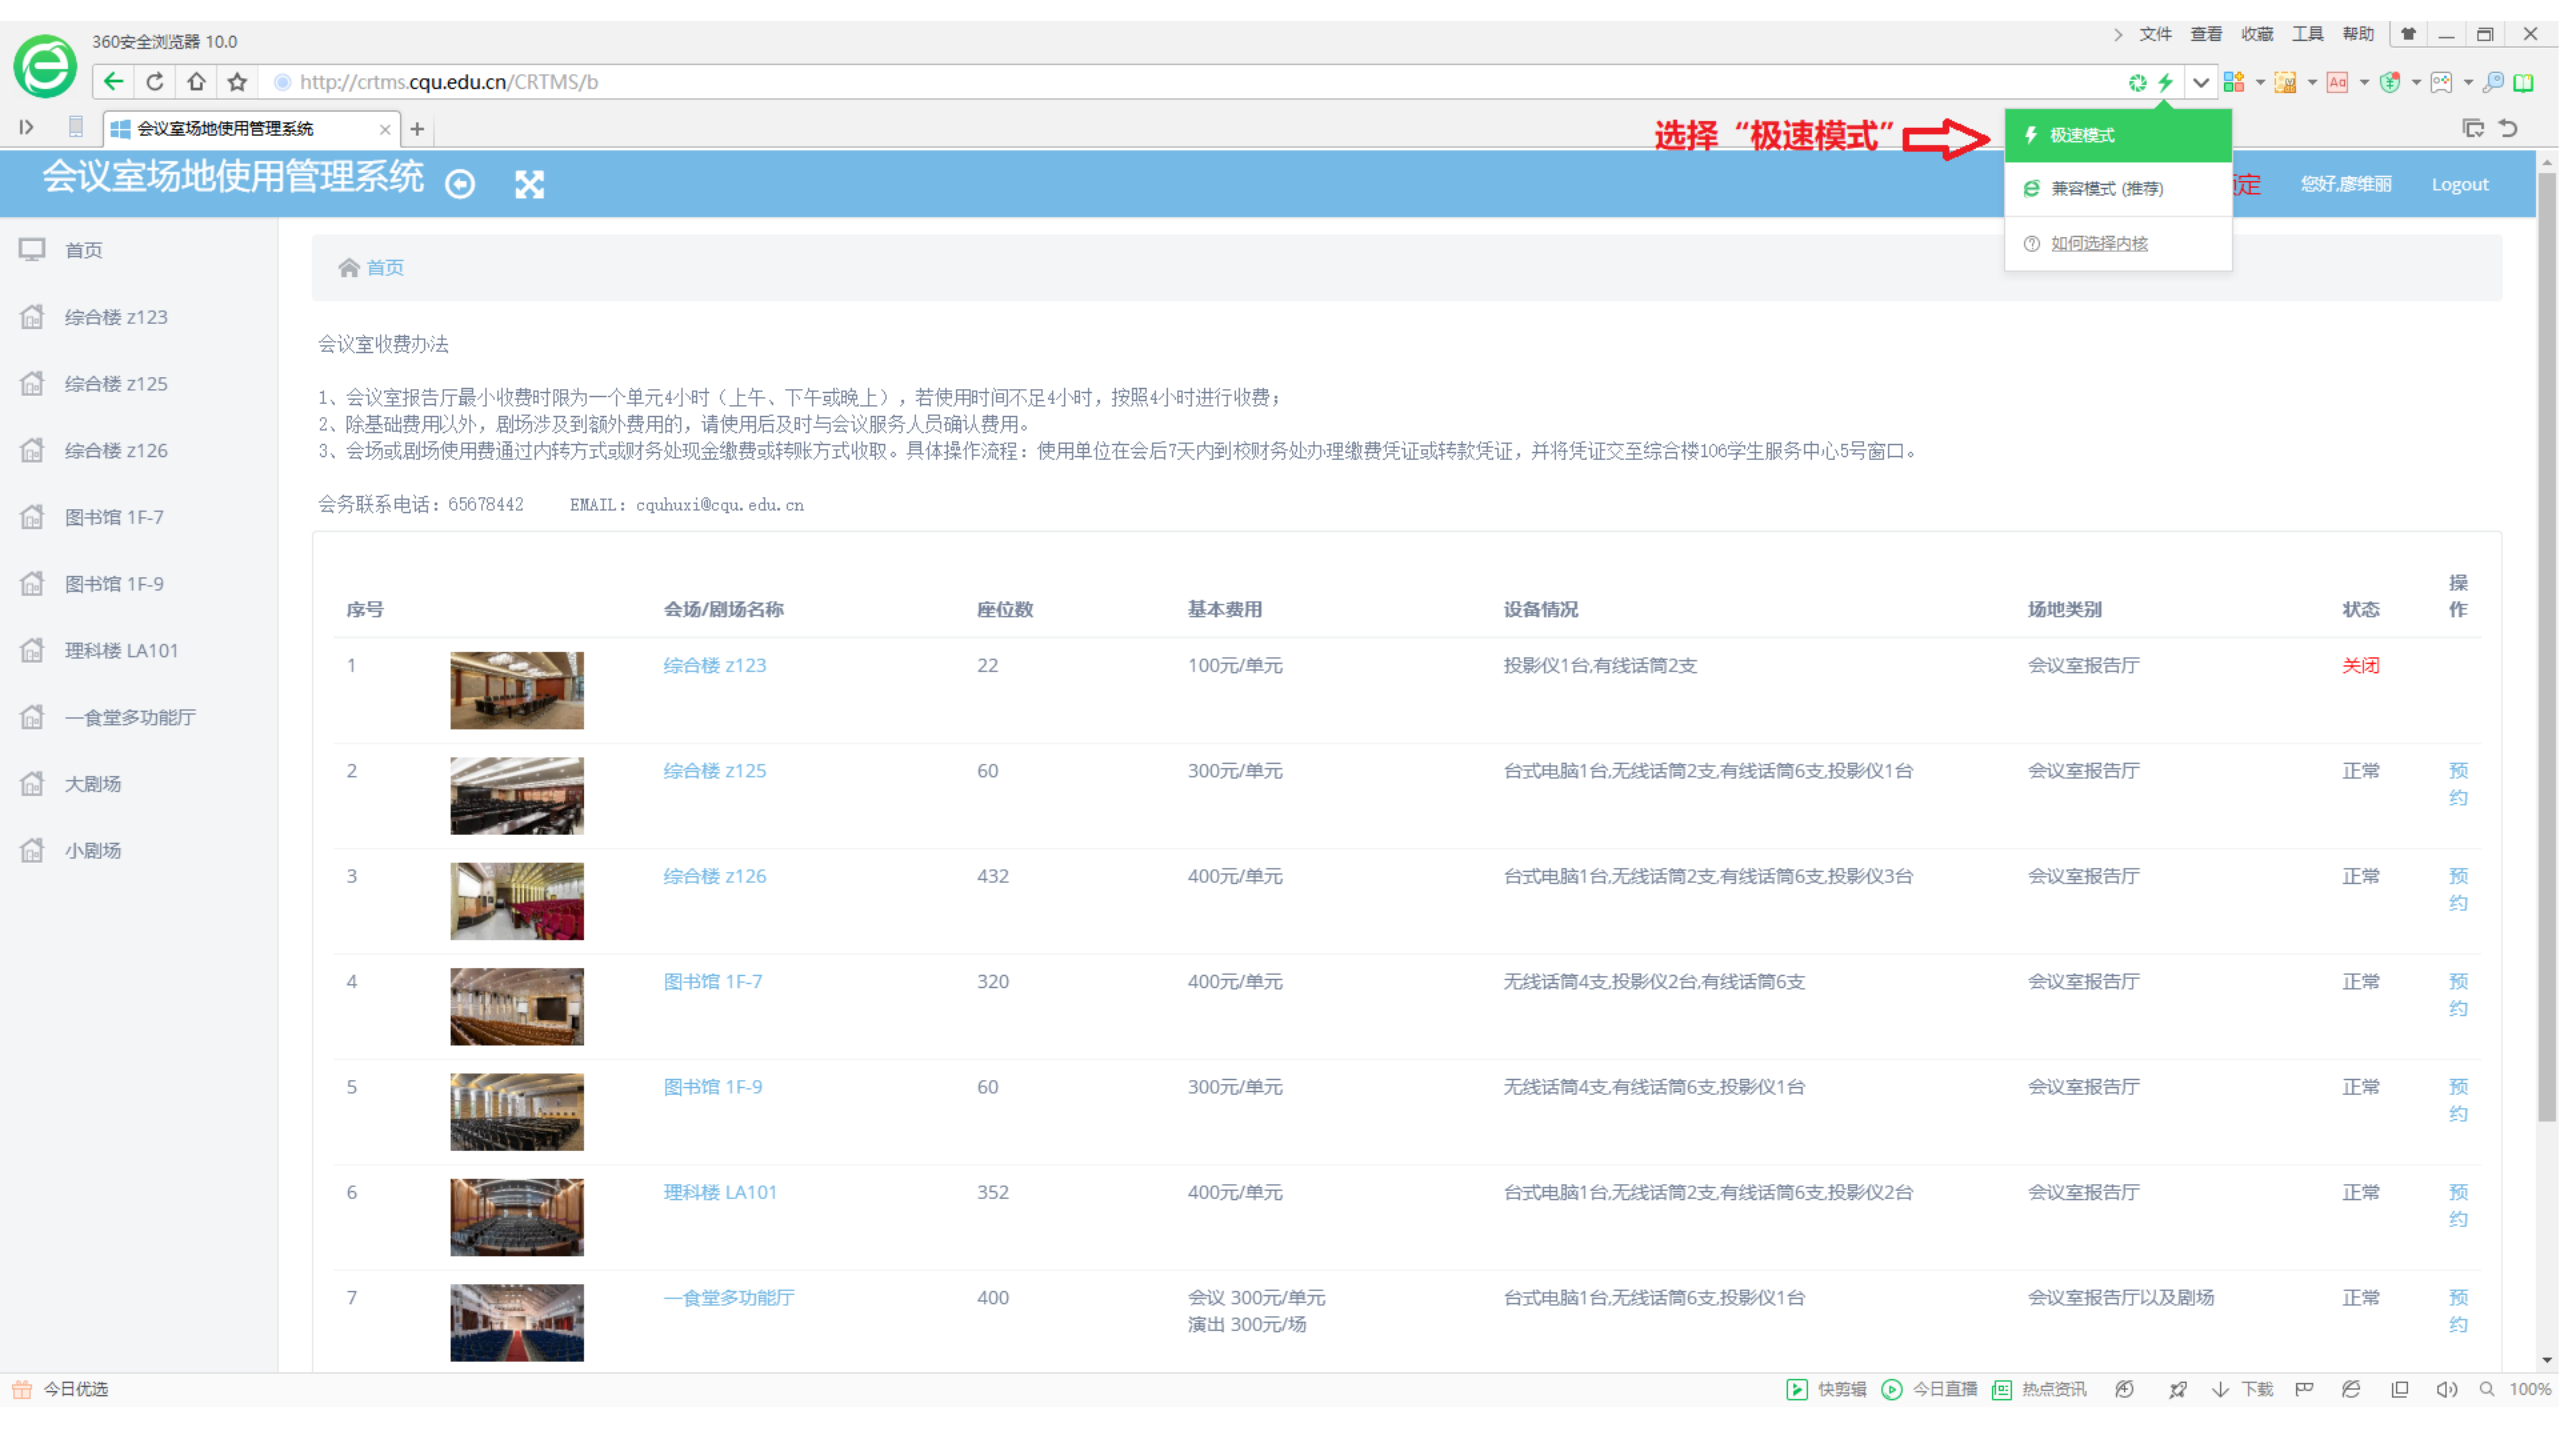 360安全浏览器 10.0
文件 查看 收藏 工具 帮助
http://crtms.cqu.edu.cn/CRTMS/b
会议室场地使用管理系统
选择“极速模式”
极速模式
兼容模式 (推荐)
如何选择内核
会议室场地使用管理系统
定 您好,廖维丽 Logout
首页
综合楼 z123
综合楼 z125
综合楼 z126
图书馆 1F-7
图书馆 1F-9
理科楼 LA101
一食堂多功能厅
大剧场
小剧场
首页
会议室收费办法
1、会议室报告厅最小收费时限为一个单元4小时（上午、下午或晚上），若使用时间不足4小时，按照4小时进行收费；
2、除基础费用以外，剧场涉及到额外费用的，请使用后及时与会议服务人员确认费用。
3、会场或剧场使用费通过内转方式或财务处现金缴费或转账方式收取。具体操作流程：使用单位在会后7天内到校财务处办理缴费凭证或转款凭证，并将凭证交至综合楼106学生服务中心5号窗口。
会务联系电话：65678442 EMAIL：cquhuxi@cqu.edu.cn
序号 会场/剧场名称 座位数 基本费用 设备情况 场地类别 状态 操作
1 综合楼 z123 22 100元/单元 投影仪1台,有线话筒2支 会议室报告厅 关闭
2 综合楼 z125 60 300元/单元 台式电脑1台,无线话筒2支,有线话筒6支,投影仪1台 会议室报告厅 正常 预约
3 综合楼 z126 432 400元/单元 台式电脑1台,无线话筒2支,有线话筒6支,投影仪3台 会议室报告厅 正常 预约
4 图书馆 1F-7 320 400元/单元 无线话筒4支,投影仪2台,有线话筒6支 会议室报告厅 正常 预约
5 图书馆 1F-9 60 300元/单元 无线话筒4支,有线话筒6支,投影仪1台 会议室报告厅 正常 预约
6 理科楼 LA101 352 400元/单元 台式电脑1台,无线话筒2支,有线话筒6支,投影仪2台 会议室报告厅 正常 预约
7 一食堂多功能厅 400 会议 300元/单元 台式电脑1台,无线话筒6支,投影仪1台 会议室报告厅以及剧场 正常 预约
演出 300元/场
今日优选
快剪辑 今日直播 热点资讯 下载 100%